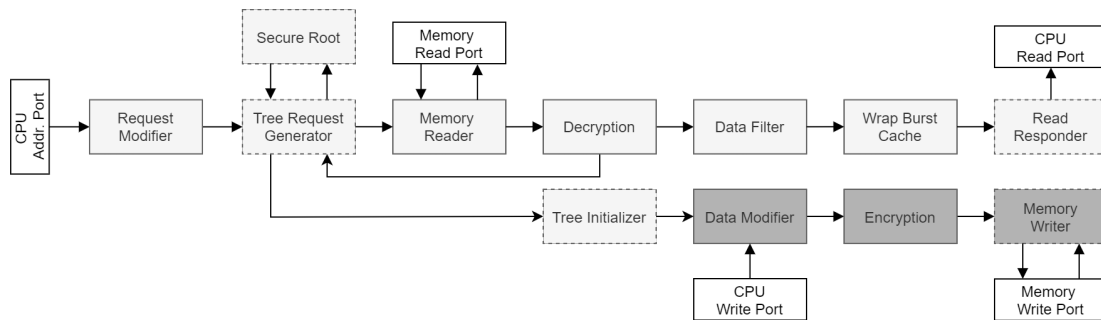 Secure Root
Memory
Read Port
CPU
Read Port
CPU
Addr. Port
Request
Modifier
Tree Request
Generator
Memory
Reader
Decryption
Data Filter
Wrap Burst
Cache
Read
Responder
Tree Initializer
Data Modifier
Encryption
Memory
Writer
CPU
Write Port
Memory
Write Port